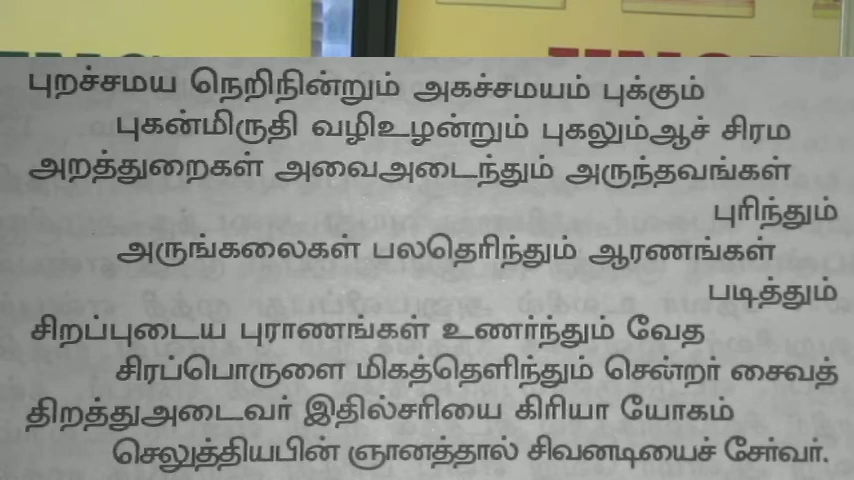 புறச்சமய நெறிநின்றும் அகச்சமயம் புக்கும்
புகன்மிருதி வழிஉழன்றும் புகலும்ஆச் சிரம
அறத்துறைகள் அவைஅடைந்தும் அருந்தவங்கள்
புரிந்தும்
அருங்கலைகள் பலதெரிந்தும் ஆரணங்கள்
படித்தும்
சிறப்புடைய புராணங்கள் உணர்ந்தும் வேத
சிரப்பொருளை மிகத்தெளிந்தும் சென்றர் சைவத்
திறத்துஅடைவர் இதில்சரியை கிரியா யோகம்
செலுத்தியபின் ஞானத்தால் சிவனடியைச் சேர்வர்.